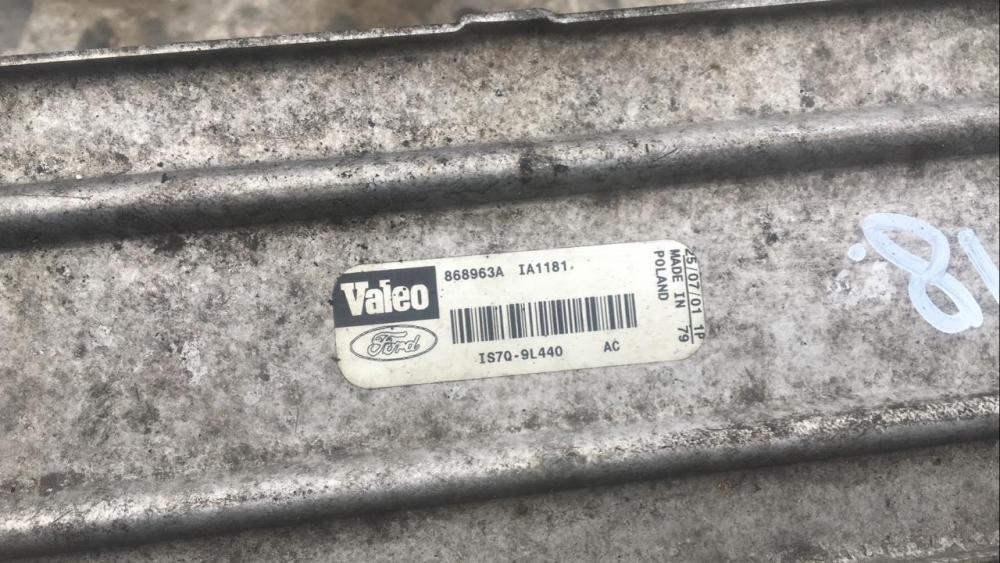 Valeo
868963A IA1181
Ford
IS7Q-9L440 AC
25/07/01 1P
MADE IN 79
POLAND